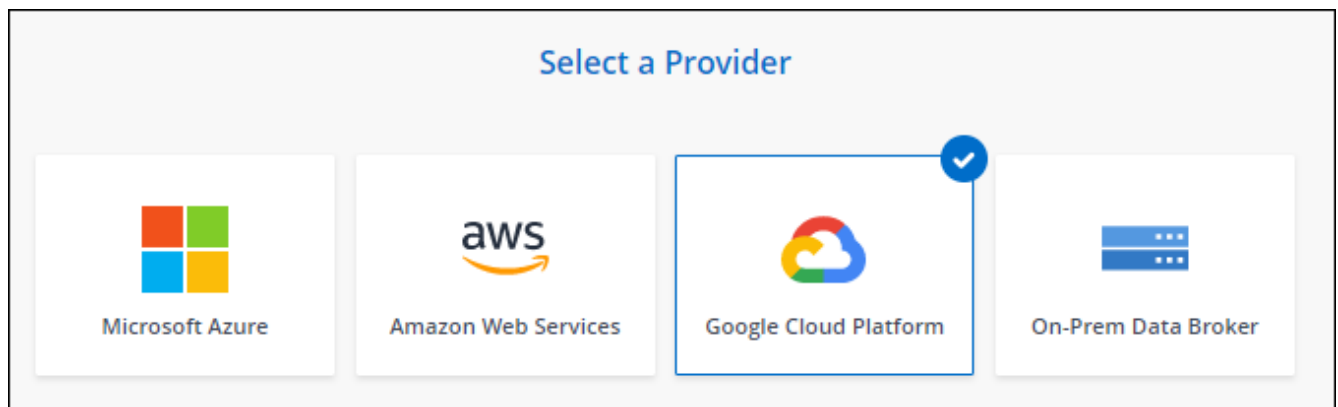 Select a Provider
aws
Microsoft Azure
Amazon Web Services
Google Cloud Platform
On-Prem Data Broker